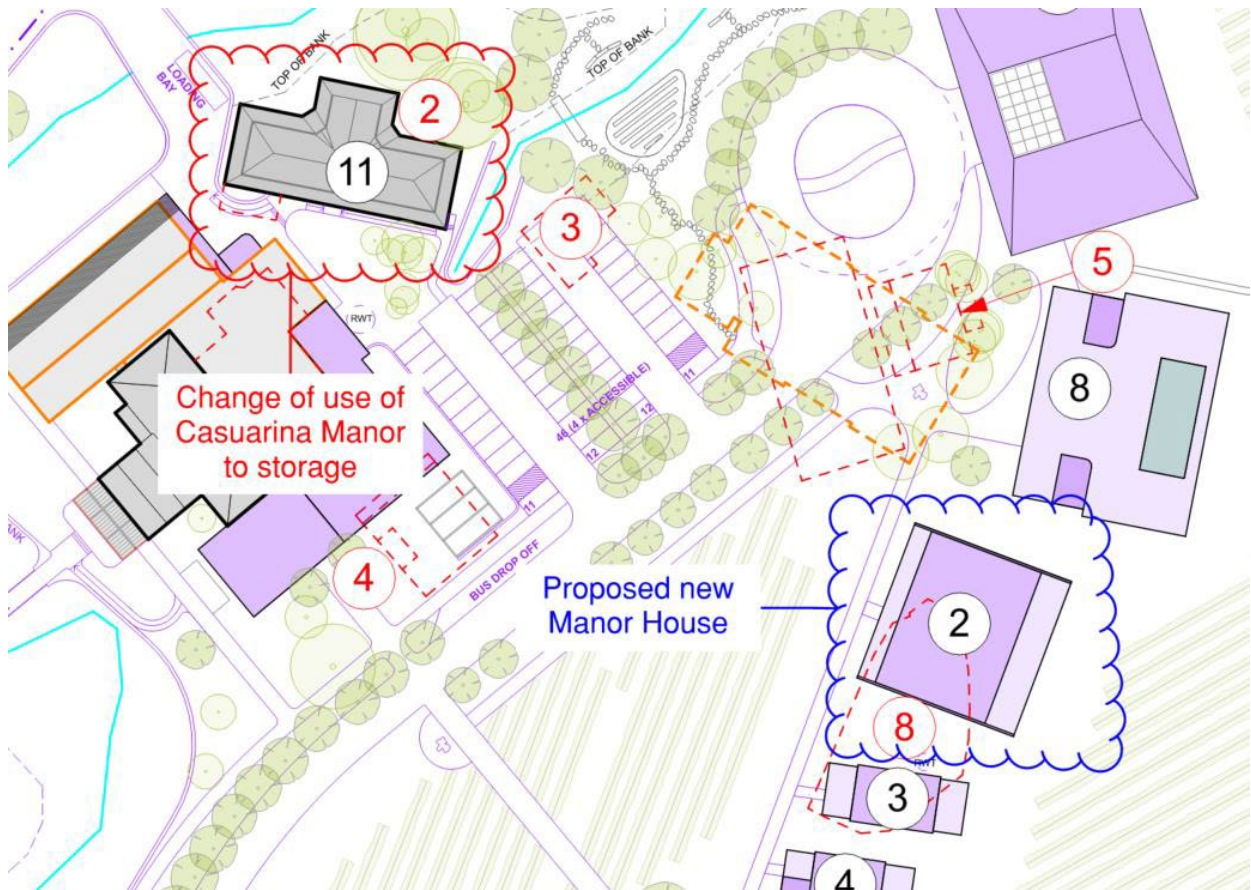 LOADING
BAY
TOP OF BANK
TOP OF BANK
2
11
3
5
(RWT)
8
Change of use of
Casuarina Manor
to storage
46 (4 x ACCESSIBLE)
11
12
12
11
4
BUS DROP OFF
Proposed new
Manor House
2
8
RWT
3
4